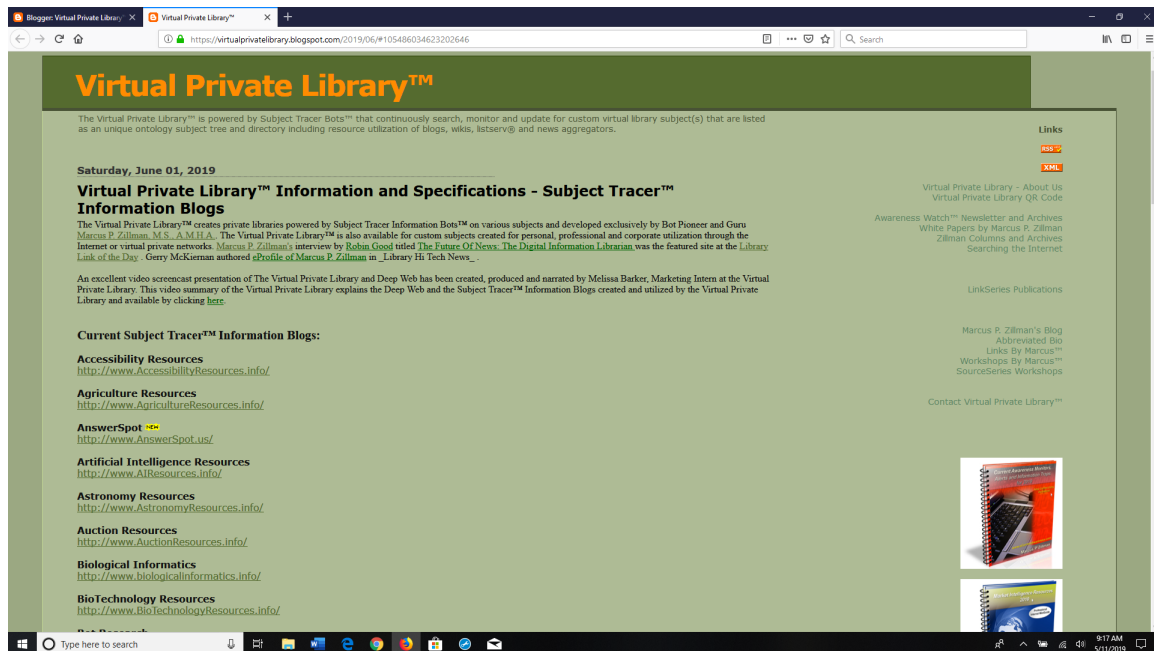 Blogger: Virtual Private Library
Virtual Private Library™
https://virtualprivatelibrary.blogspot.com/2019/06/#105486034623202646
Search
Virtual Private Library™
The Virtual Private Library™ is powered by Subject Tracer Bots™ that continuously search, monitor and update for custom virtual library subject(s) that are listed
as an unique ontology subject tree and directory including resource utilization of blogs, wikis, listserv® and news aggregators.
Saturday, June 01, 2019
Virtual Private Library™ Information and Specifications - Subject Tracer™
Information Blogs
The Virtual Private Library™ creates private libraries powered by Subject Tracer Information Bots™ on various subjects and developed exclusively by Bot Pioneer and Guru
Marcus P. Zillman, M.S., A.M.H.A.. The Virtual Private Library™ is also available for custom subjects created for personal, professional and corporate utilization through the
Internet or virtual private networks. Marcus P. Zillman's interview by Robin Good titled The Future Of News: The Digital Information Librarian was the featured site at the Library
Link of the Day . Gerry McKiernan authored eProfile of Marcus P. Zillman in _Library Hi Tech News_ .
An excellent video screencast presentation of The Virtual Private Library and Deep Web has been created, produced and narrated by Melissa Barker, Marketing Intern at the Virtual
Private Library. This video summary of the Virtual Private Library explains the Deep Web and the Subject Tracer™ Information Blogs created and utilized by the Virtual Private
Library and available by clicking here.
Current Subject Tracer™ Information Blogs:
Accessibility Resources
http://www.AccessibilityResources.info/
Agriculture Resources
http://www.AgricultureResources.info/
AnswerSpot NEW
http://www.AnswerSpot.us/
Artificial Intelligence Resources
http://www.AIResources.info/
Astronomy Resources
http://www.AstronomyResources.info/
Auction Resources
http://www.AuctionResources.info/
Biological Informatics
http://www.biologicalinformatics.info/
BioTechnology Resources
http://www.BioTechnologyResources.info/
Links
RSS
XML
Virtual Private Library - About Us
Virtual Private Library QR Code
Awareness Watch™ Newsletter and Archives
White Papers by Marcus P. Zillman
Zillman Columns and Archives
Searching the Internet
LinkSeries Publications
Marcus P. Zillman's Blog
Abbreviated Bio
Links By Marcus™
Workshops By Marcus™
SourceSeries Workshops
Contact Virtual Private Library™
Type here to search
9:17 AM
5/11/2019